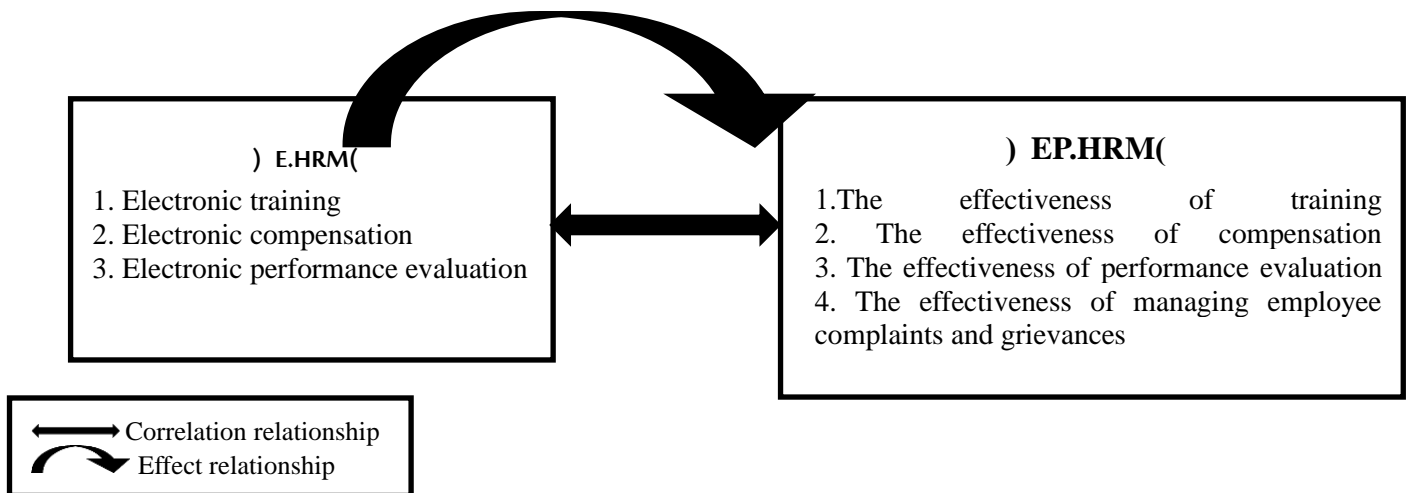 ) E.HRM(
1. Electronic training
2. Electronic compensation
3. Electronic performance evaluation
) EP.HRM(
1.The effectiveness of training
2. The effectiveness of compensation
3. The effectiveness of performance evaluation
4. The effectiveness of managing employee
complaints and grievances
Correlation relationship
Effect relationship